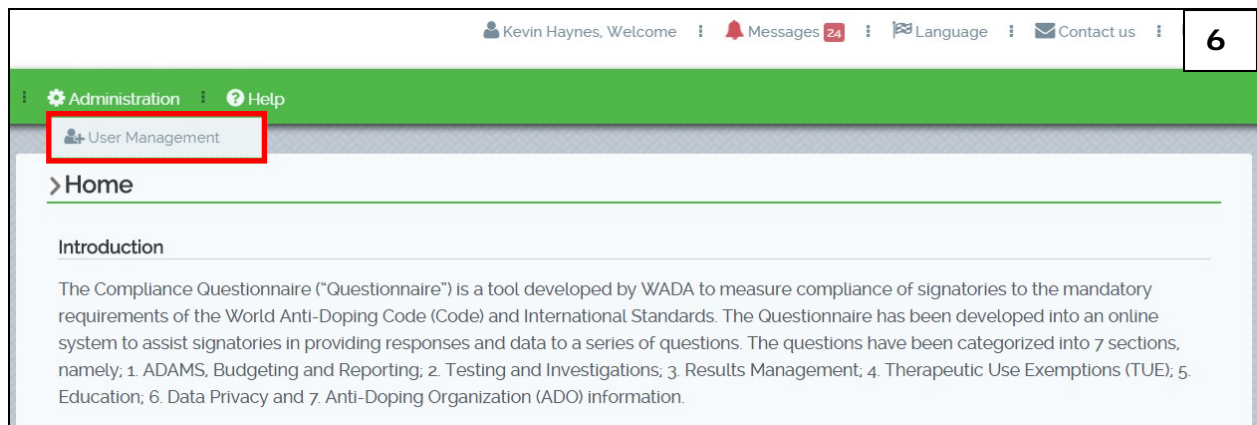 Kevin Haynes, Welcome Messages 24 Language Contact us
6
Administration Help
User Management
>Home
Introduction
The Compliance Questionnaire (“Questionnaire”) is a tool developed by WADA to measure compliance of signatories to the mandatory
requirements of the World Anti-Doping Code (Code) and International Standards. The Questionnaire has been developed into an online
system to assist signatories in providing responses and data to a series of questions. The questions have been categorized into 7 sections,
namely; 1. ADAMS, Budgeting and Reporting; 2. Testing and Investigations; 3. Results Management; 4. Therapeutic Use Exemptions (TUE); 5.
Education; 6. Data Privacy and 7. Anti-Doping Organization (ADO) information.